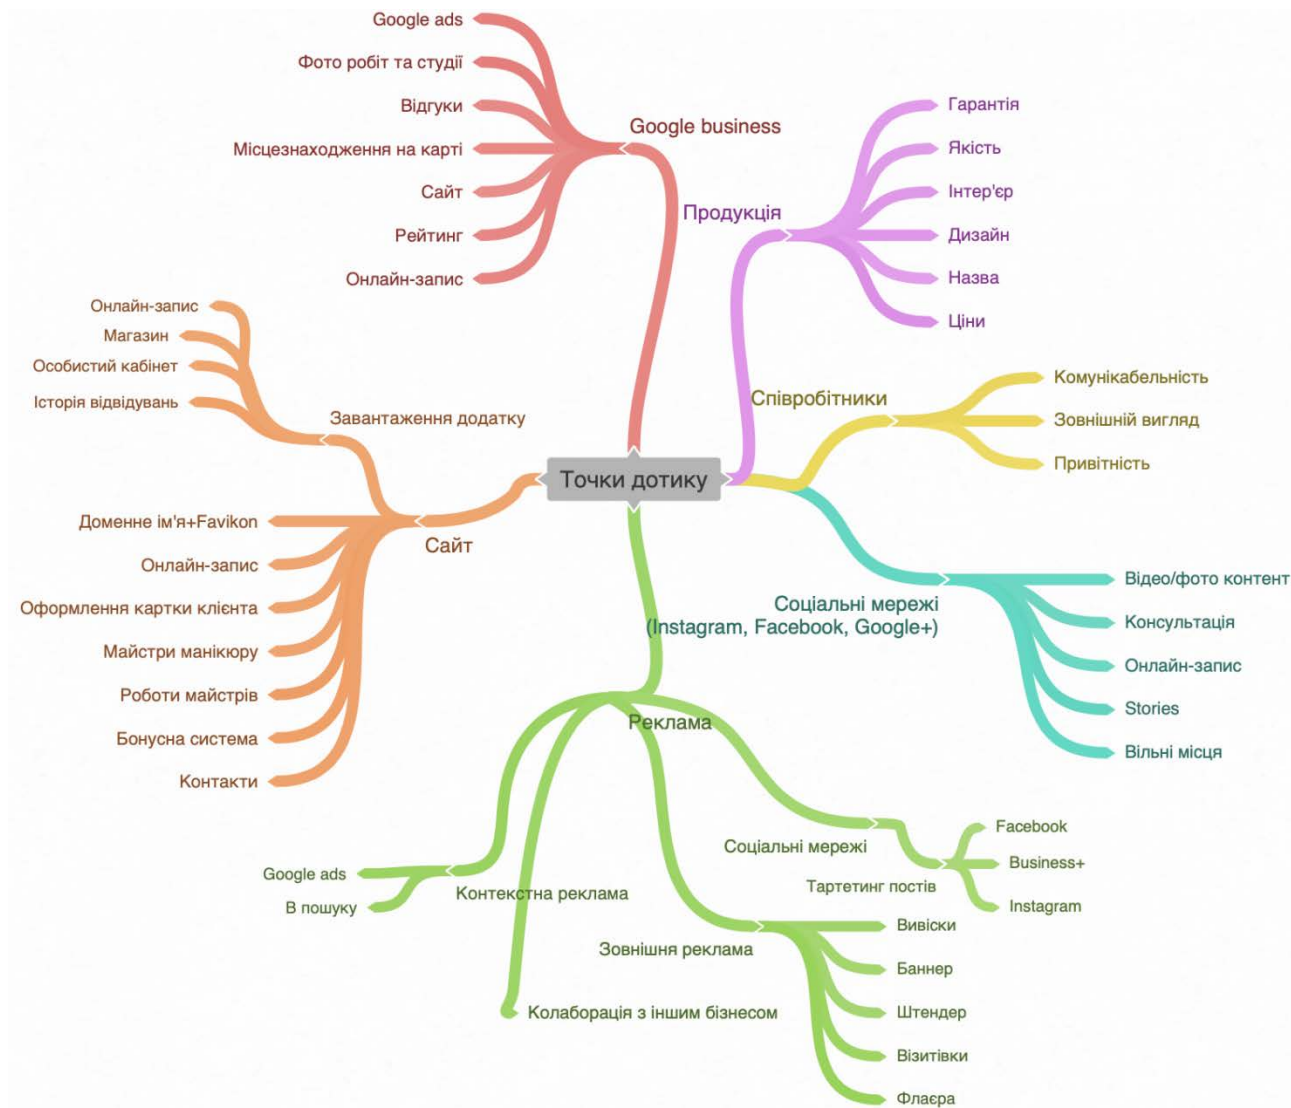 Google ads
Фото робіт та студії
Відгуки
Місцезнаходження на карті
Сайт
Рейтинг
Онлайн-запис
Google business
Продукція
Гарантія
Якість
Інтер'єр
Дизайн
Назва
Ціни
Онлайн-запис
Магазин
Особистий кабінет
Історія відвідувань
Завантаження додатку
Співробітники
Комунікабельність
Зовнішній вигляд
Привітність
Точки дотику
Доменне ім'я+Favikon
Онлайн-запис
Оформлення картки клієнта
Майстри манікюру
Роботи майстрів
Бонусна система
Контакти
Сайт
Соціальні мережі
(Instagram, Facebook, Google+)
Відео/фото контент
Консультація
Онлайн-запис
Stories
Вільні місця
Реклама
Соціальні мережі
Тартетинг постів
Facebook
Business+
Instagram
Google ads
В пошуку
Контекстна реклама
Зовнішня реклама
Вивіски
Баннер
Штендер
Візитівки
Флаєра
Колаборація з іншим бізнесом